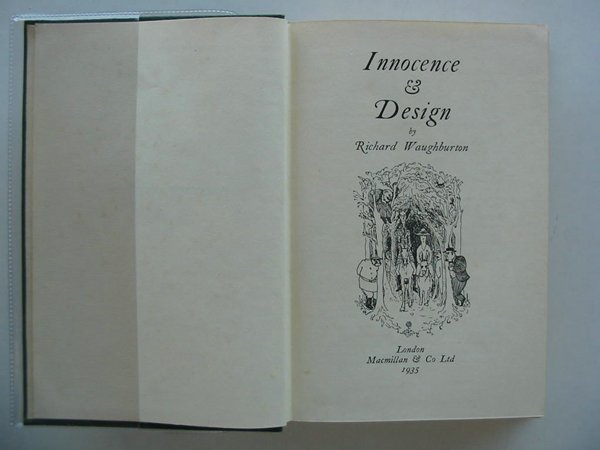 Innocence
&
Design
by
Richard Waughburton
London
Macmillan & Co Ltd
1935